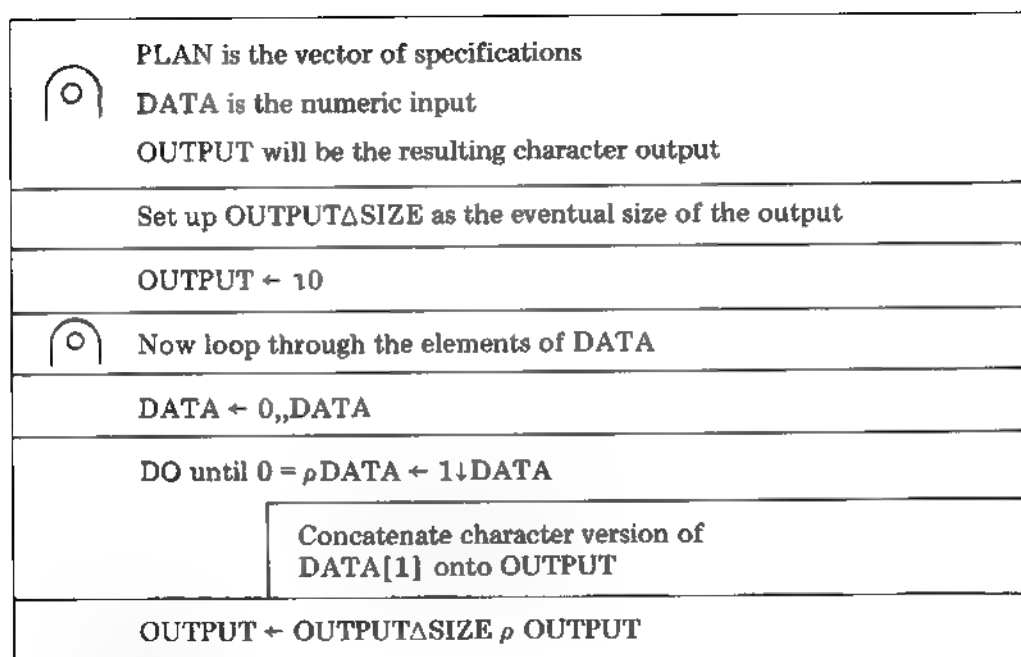 PLAN is the vector of specifications
⍝ DATA is the numeric input
OUTPUT will be the resulting character output
Set up OUTPUT∆SIZE as the eventual size of the output
OUTPUT ← ⍳0
⍝ Now loop through the elements of DATA
DATA ← 0,,DATA
DO until 0 = ⍴DATA ← 1↓DATA
Concatenate character version of
DATA[1] onto OUTPUT
OUTPUT ← OUTPUT∆SIZE ⍴ OUTPUT